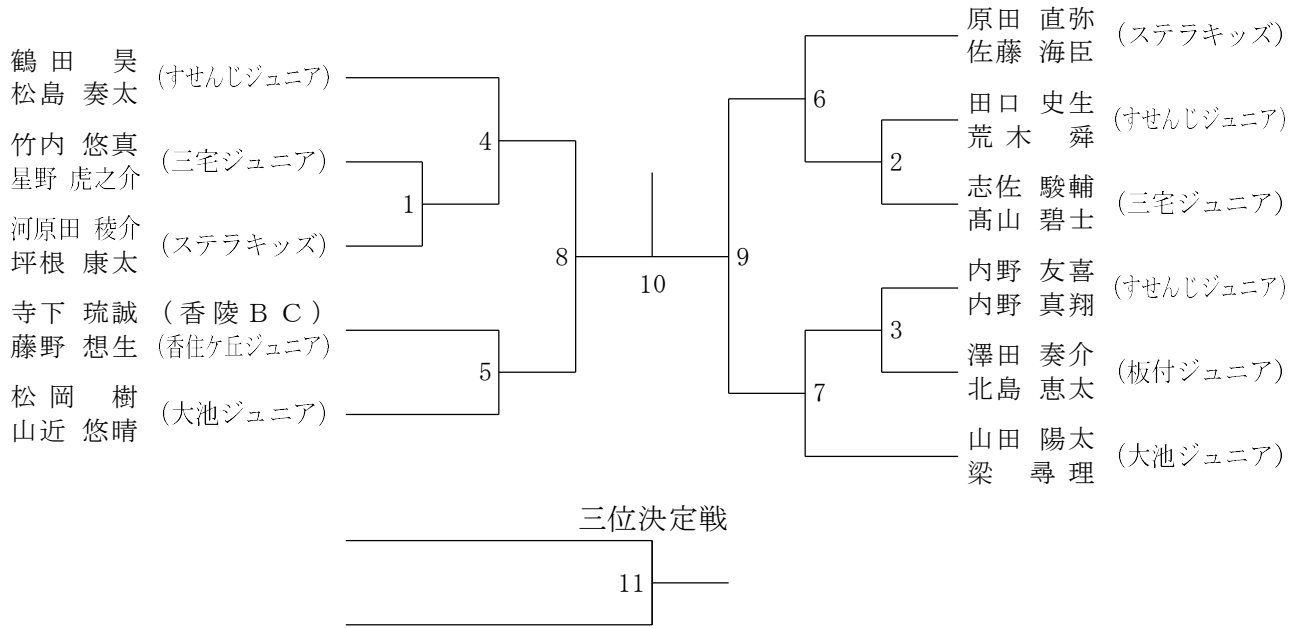 鶴田 昊
松島 奏太
(すせんじジュニア)
竹内 悠真
星野 虎之介
(三宅ジュニア)
河原田 稜介
坪根 康太
(ステラキッズ)
寺下 琉誠 (香陵BC)
藤野 想生 (香住ケ丘ジュニア)
松岡 樹
山近 悠晴
(大池ジュニア)
1
4
5
8
10
9
6
2
3
7
原田 直弥
佐藤 海臣
(ステラキッズ)
田口 史生
荒木 舜
(すせんじジュニア)
志佐 駿輔
髙山 碧士
(三宅ジュニア)
内野 友喜
内野 真翔
(すせんじジュニア)
澤田 奏介
北島 恵太
(板付ジュニア)
山田 陽太
梁 尋理
(大池ジュニア)
三位決定戦
11